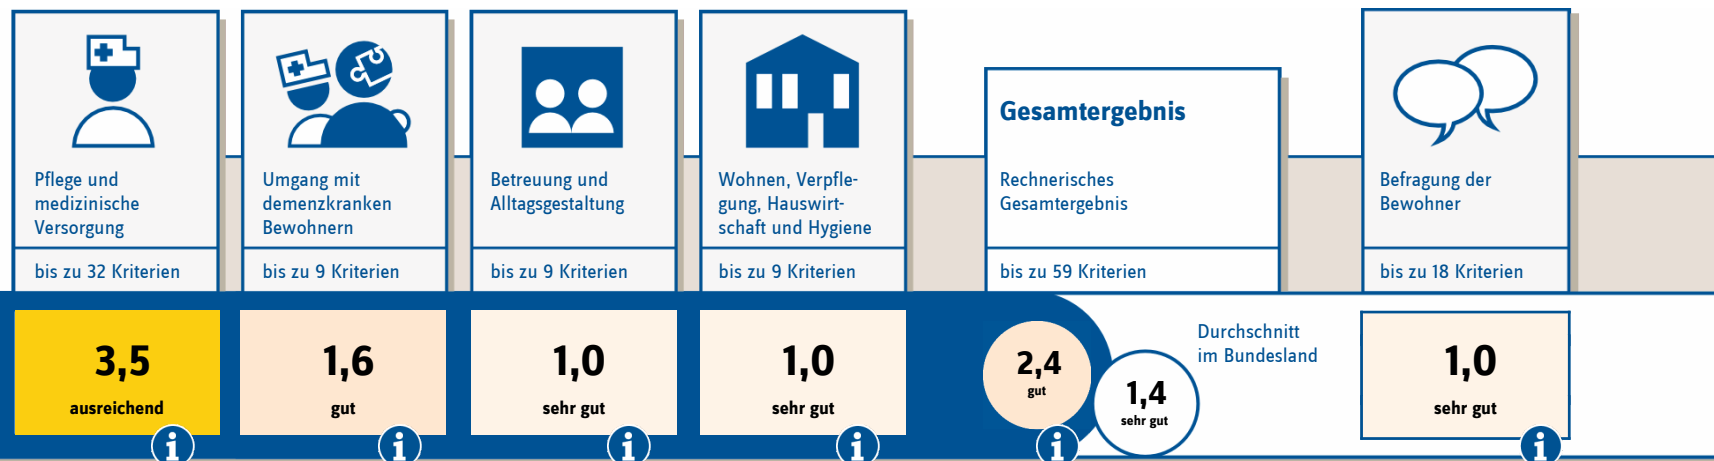 Pflege und
medizinische
Versorgung
bis zu 32 Kriterien
3,5
ausreichend
i
Umgang mit
demenzkranken
Bewohnern
bis zu 9 Kriterien
1,6
gut
i
Betreuung und
Alltagsgestaltung
bis zu 9 Kriterien
1,0
sehr gut
i
Wohnen, Verpfle-
gung, Hauswirt-
schaft und Hygiene
bis zu 9 Kriterien
1,0
sehr gut
i
Gesamtergebnis
Rechnerisches
Gesamtergebnis
bis zu 59 Kriterien
2,4
gut
i
Durchschnitt
im Bundesland
1,4
sehr gut
Befragung der
Bewohner
bis zu 18 Kriterien
1,0
sehr gut
i